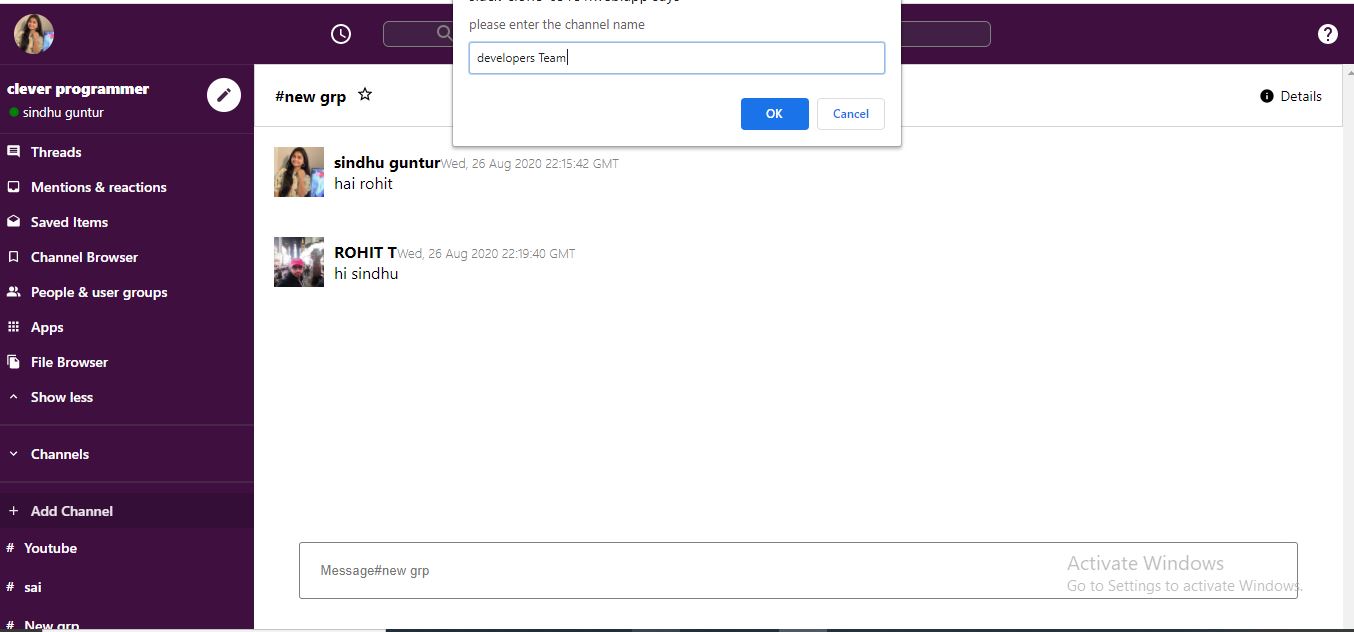 please enter the channel name
developers Team
OK
Cancel
clever programmer
sindhu guntur
Threads
Mentions & reactions
Saved Items
Channel Browser
People & user groups
Apps
File Browser
Show less
Channels
+ Add Channel
# Youtube
# sai
# New grp
#new grp
Details
sindhu guntur Wed, 26 Aug 2020 22:15:42 GMT
hai rohit
ROHIT T Wed, 26 Aug 2020 22:19:40 GMT
hi sindhu
Message#new grp
Activate Windows
Go to Settings to activate Windows.